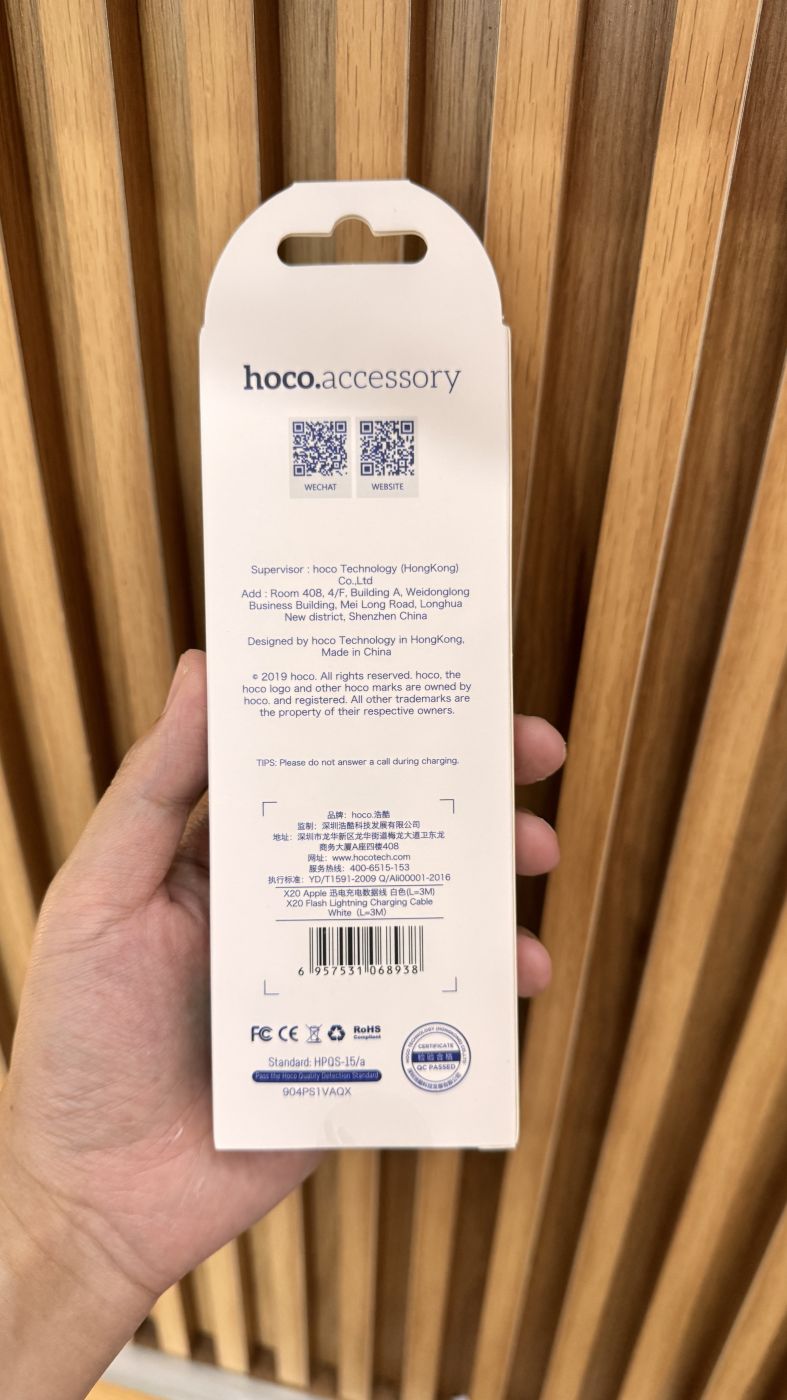 hoco.accessory
WECHAT WEBSITE
Supervisor : hoco Technology (HongKong)
Co.,Ltd
Add : Room 408, 4/F, Building A, Weidonglong
Business Building, Mei Long Road, Longhua
New district, Shenzhen China
Designed by hoco Technology in HongKong,
Made in China
© 2019 hoco. All rights reserved. hoco, the
hoco logo and other hoco marks are owned by
hoco. and registered. All other trademarks are
the property of their respective owners.
TIPS: Please do not answer a call during charging.
品牌：hoco.浩酷
监制：深圳浩酷科技发展有限公司
地址：深圳市龙华新区龙华街道梅龙大道卫东龙
商务大厦A座四楼408
网址：www.hocotech.com
服务热线：400-6515-153
执行标准：YD/T1591-2009 Q/Ali00001-2016
X20 Apple 迅电充电数据线 白色(L=3M)
X20 Flash Lightning Charging Cable
White（L=3M）
6 957531 068938
FC CE RoHS
Compliant
Standard: HPQS-15/a
Pass the Hoco Quality Detection Standard
904PS1VAQX
HOCO TECHNOLOGY (HONGKONG) CO.,LTD
CERTIFICATE
检验合格
QC PASSED